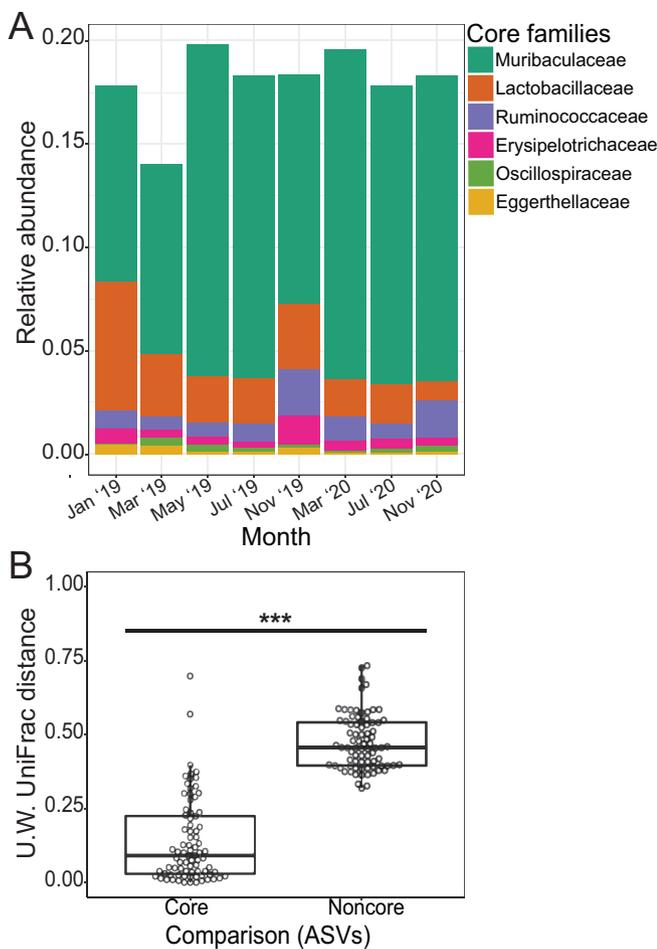 A
Core families
Muribaculaceae
Lactobacillaceae
Ruminococcaceae
Erysipelotrichaceae
Oscillospiraceae
Eggerthellaceae
Relative abundance
0.20
0.15
0.10
0.05
0.00
Jan ‘19
Mar ‘19
May ‘19
Jul ‘19
Nov ‘19
Mar ‘20
Jul ‘20
Nov ‘20
Month
B
U.W. UniFrac distance
1.00
0.75
0.50
0.25
0.00
***
Core
Noncore
Comparison (ASVs)